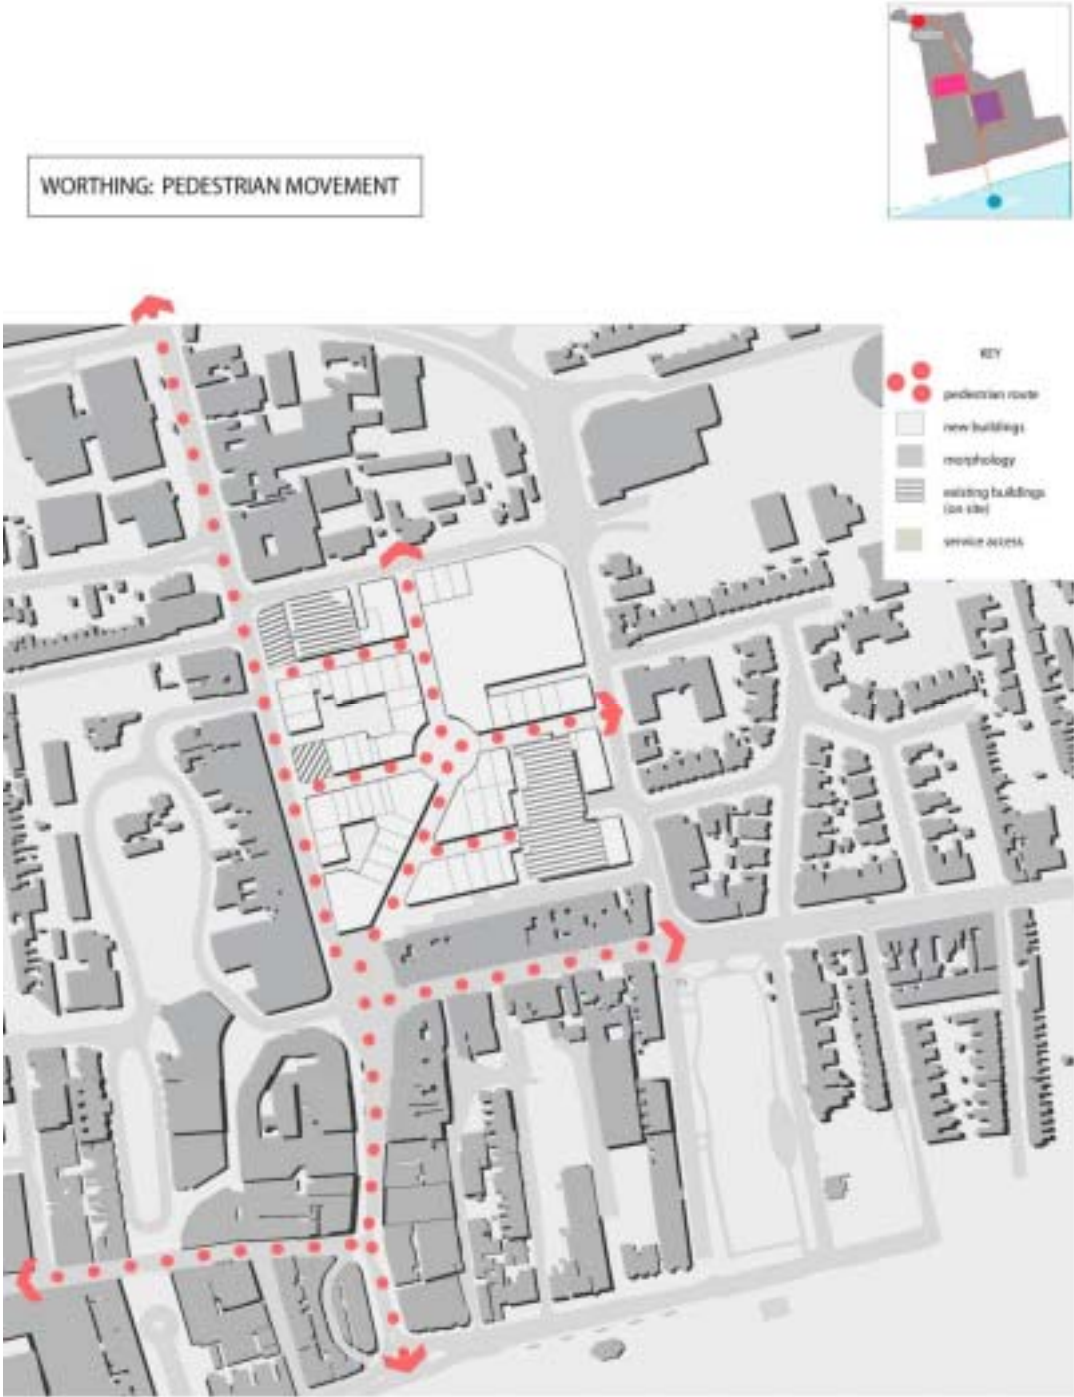 WORTHING: PEDESTRIAN MOVEMENT
KEY
pedestrian route
new buildings
morphology
existing buildings
(on site)
service access